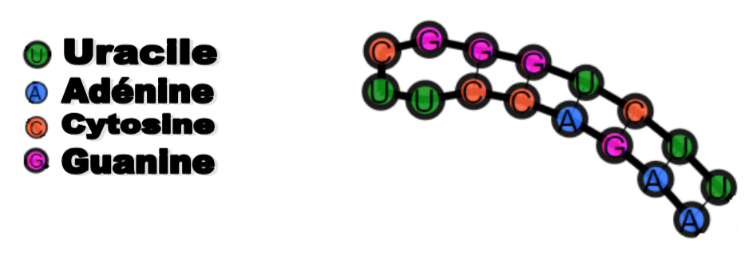 U Uracile
A Adénine
C Cytosine
G Guanine
C G G G U C U U
U U C C A G A A